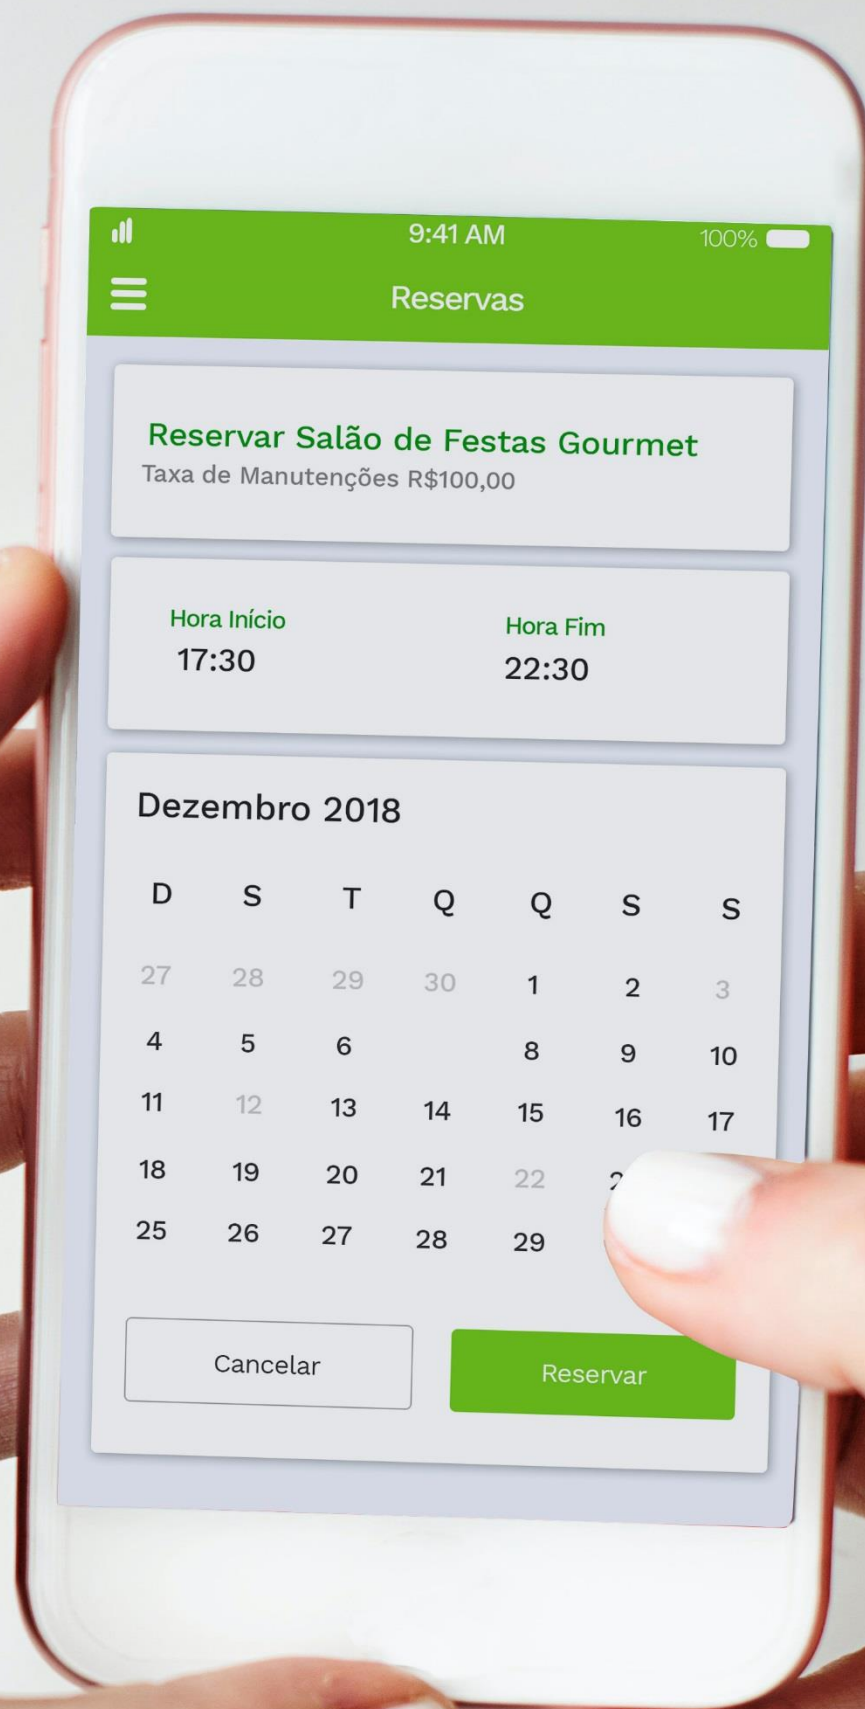 9:41 AM 100%
Reservas
Reservar Salão de Festas Gourmet
Taxa de Manutenções R$100,00
Hora Início Hora Fim
17:30 22:30
Dezembro 2018
D S T Q Q S S
27 28 29 30 1 2 3
4 5 6 8 9 10
11 12 13 14 15 16 17
18 19 20 21 22
25 26 27 28 29
Cancelar Reservar